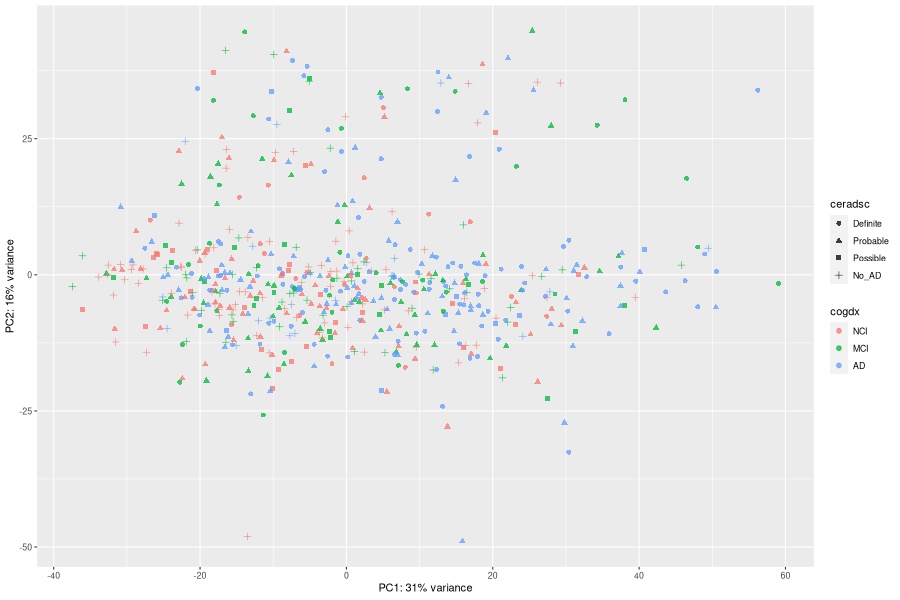 25
0
-25
-50
PC2: 16% variance
-40
-20
0
20
40
60
PC1: 31% variance
ceradsc
Definite
Probable
Possible
No_AD
cogdx
NCI
MCI
AD